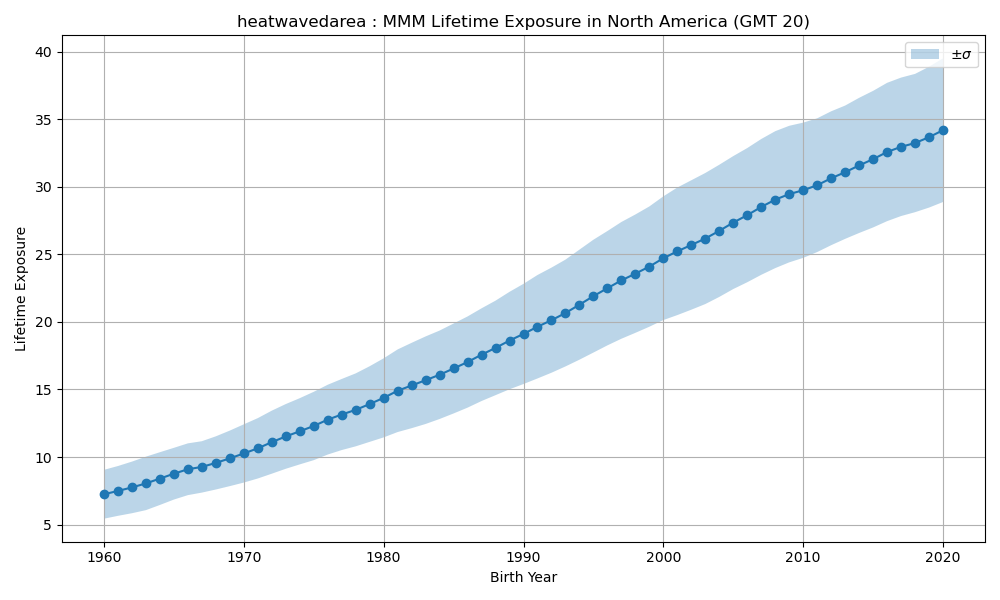 heatwavedarea : MMM Lifetime Exposure in North America (GMT 20)
±σ
Lifetime Exposure
40
35
30
25
20
15
10
5
1960 1970 1980 1990 2000 2010 2020
Birth Year